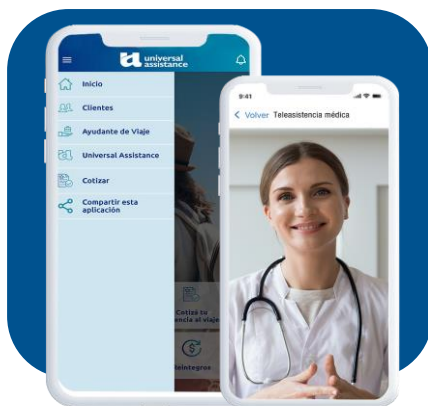 universal
assistance
Inicio
Clientes
Ayudante de Viaje
Universal Assistance
Cotizar
Compartir esta
aplicación
Cotizá tu
encia al viaje
Reintegros
9:41
Volver Teleasistencia médica